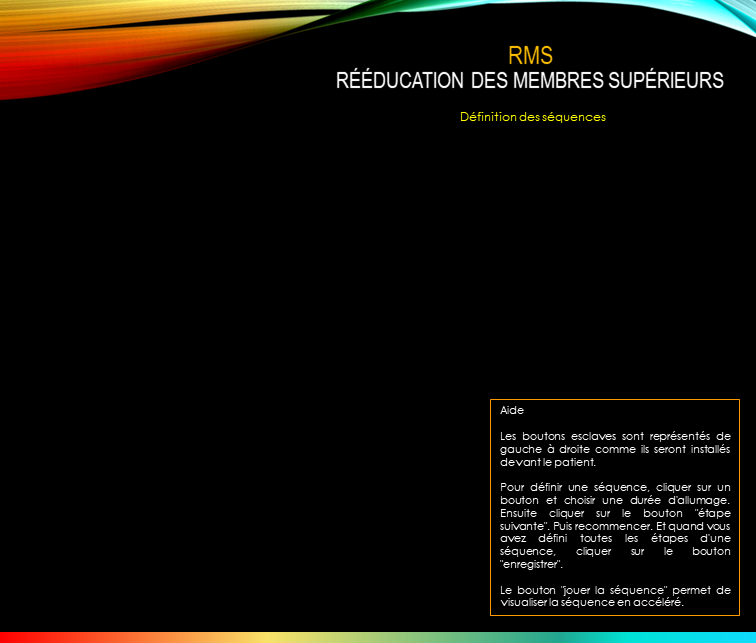 RMS
RÉÉDUCATION DES MEMBRES SUPÉRIEURS
Définition des séquences
Aide
Les boutons esclaves sont représentés de
gauche à droite comme ils seront installés
devant le patient.
Pour définir une séquence, cliquer sur un
bouton et choisir une durée d'allumage.
Ensuite cliquer sur le bouton "étape
suivante". Puis recommencer. Et quand vous
avez défini toutes les étapes d'une
séquence, cliquer sur le bouton
"enregistrer".
Le bouton "jouer la séquence" permet de
visualiser la séquence en accéléré.